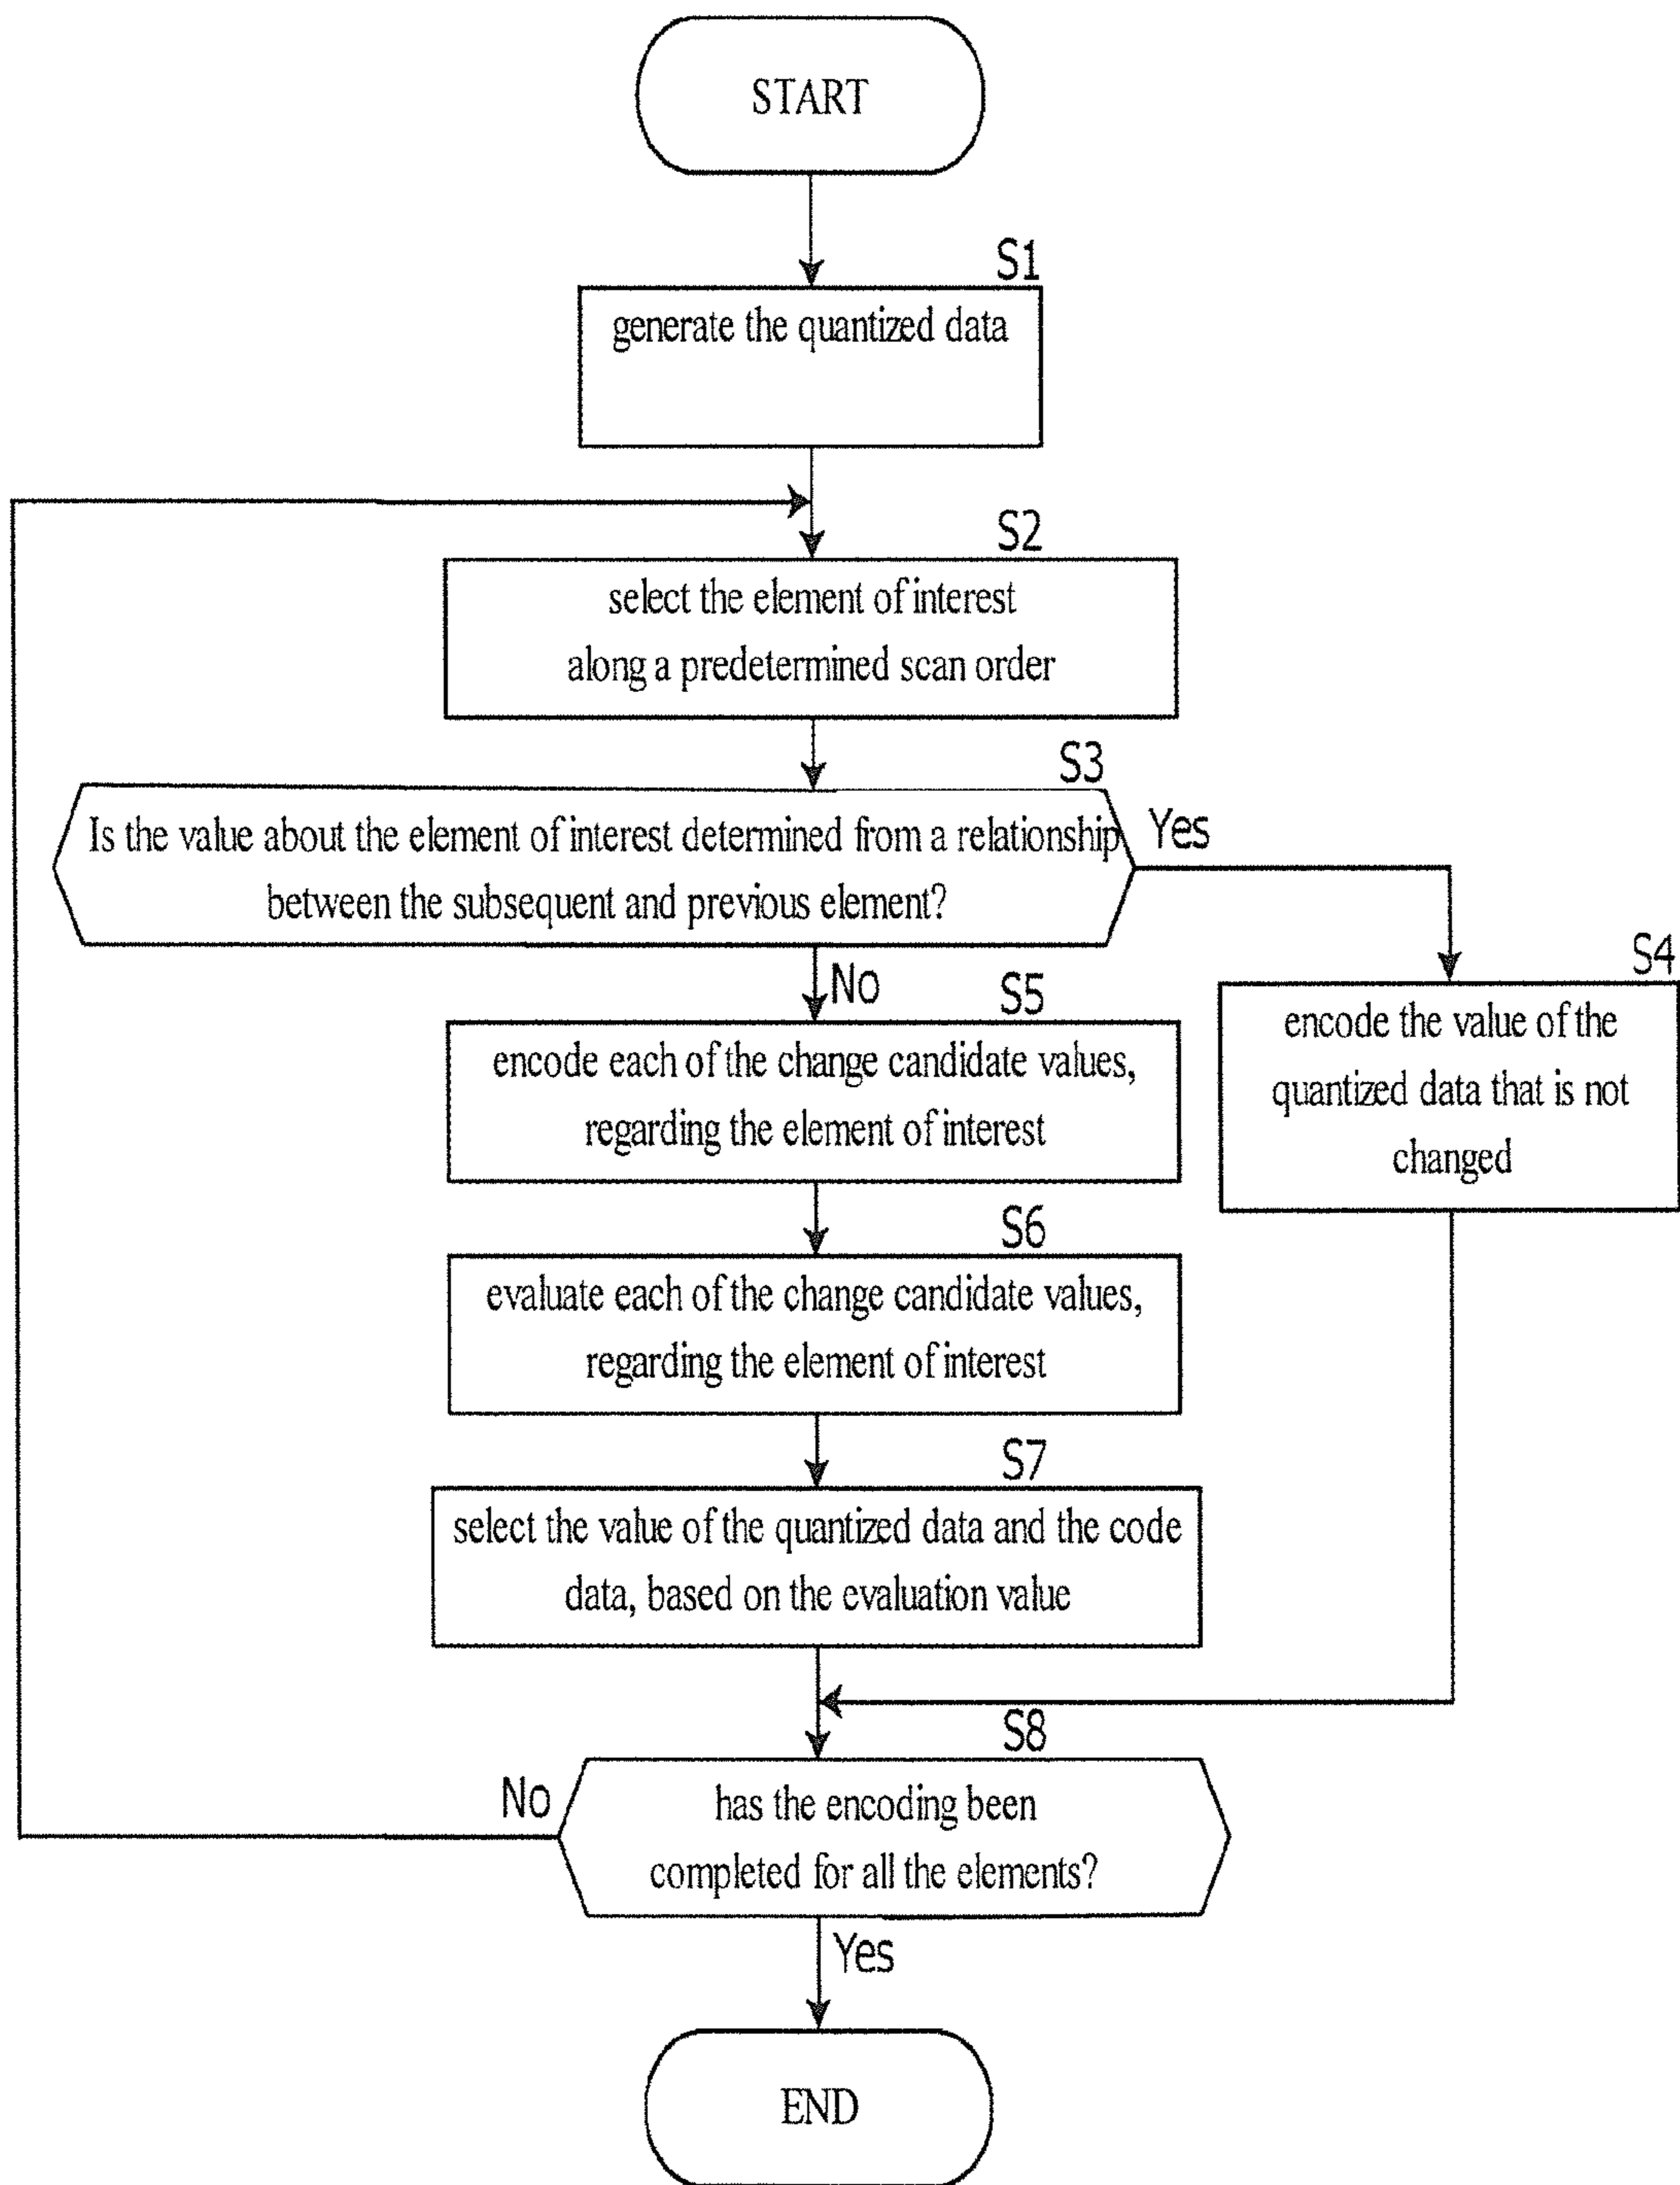 START
S1
generate the quantized data
S2
select the element of interest
along a predetermined scan order
S3
Is the value about the element of interest determined from a relationship
between the subsequent and previous element?
Yes
No
S4
encode the value of the
quantized data that is not
changed
S5
encode each of the change candidate values,
regarding the element of interest
S6
evaluate each of the change candidate values,
regarding the element of interest
S7
select the value of the quantized data and the code
data, based on the evaluation value
S8
No
has the encoding been
completed for all the elements?
Yes
END